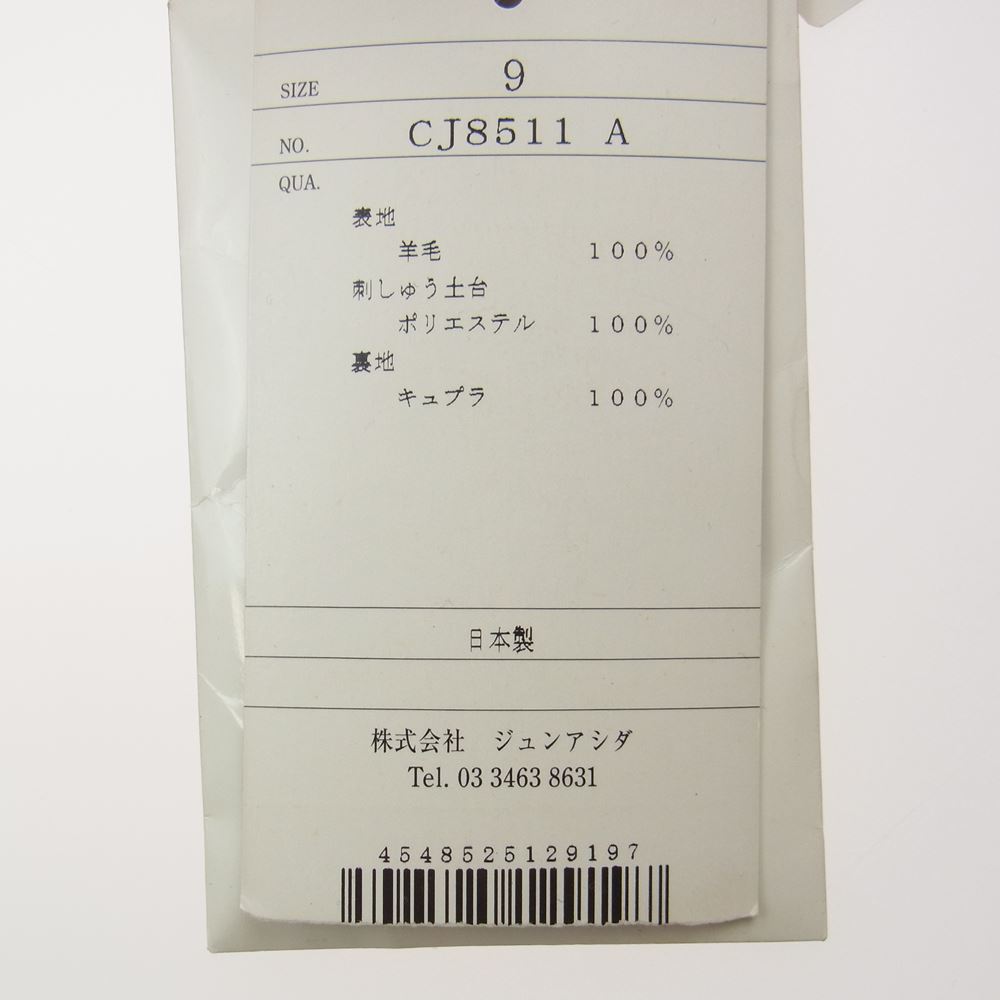 SIZE 9
NO. CJ8511 A
QUA.
表地
羊毛 100%
刺しゅう土台
ポリエステル 100%
裏地
キュプラ 100%
日本製
株式会社 ジュンアシダ
Tel. 03 3463 8631
4548525129197